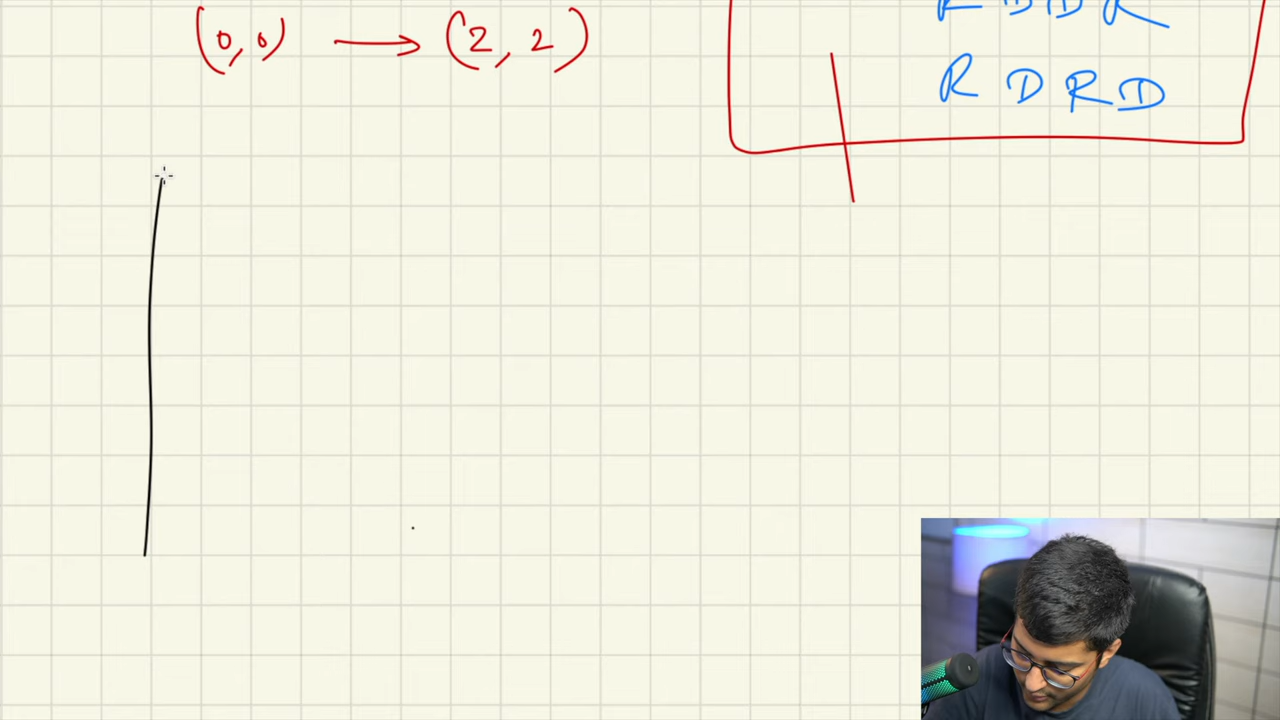 (0,0) → (2, 2)
R D D R
R D R D